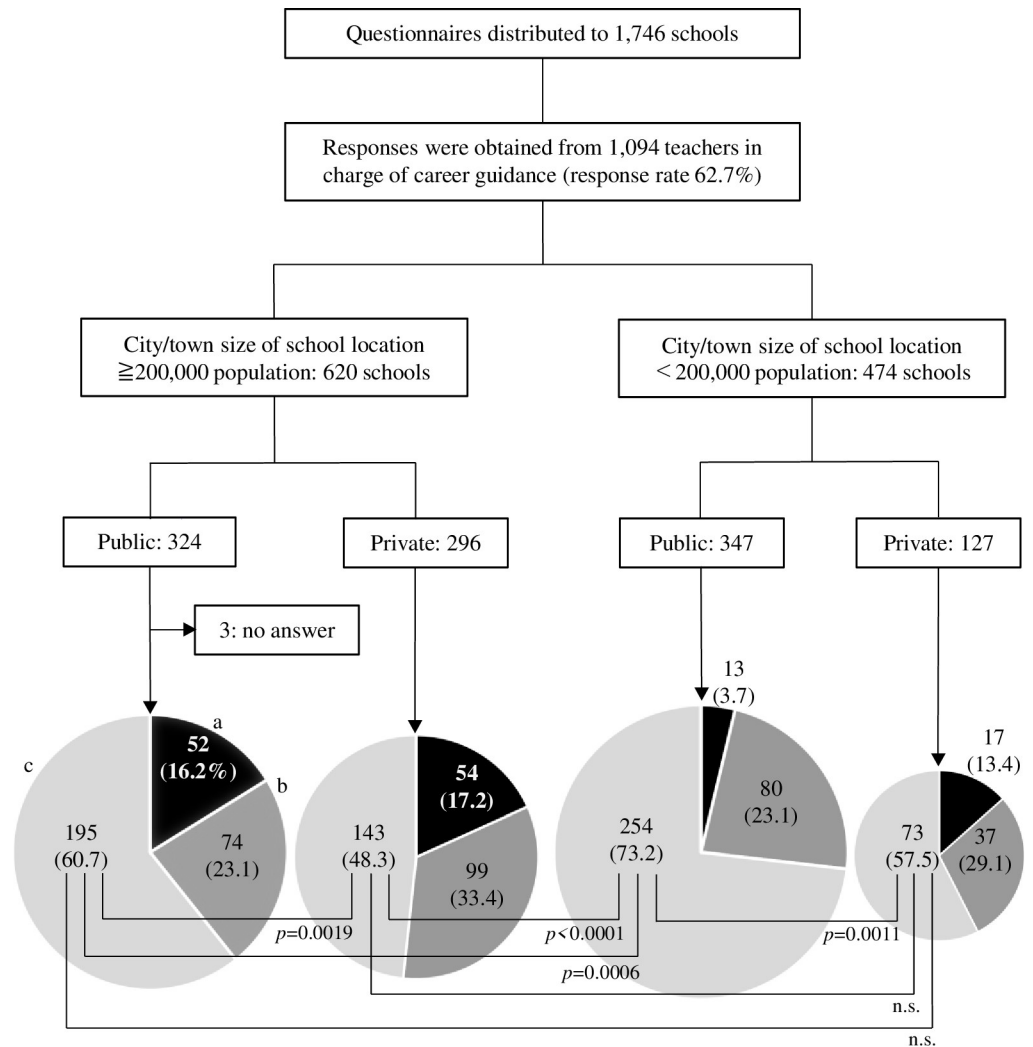 Questionnaires distributed to 1,746 schools
Responses were obtained from 1,094 teachers in
charge of career guidance (response rate 62.7%)
City/town size of school location
≧200,000 population: 620 schools
City/town size of school location
< 200,000 population: 474 schools
Public: 324
Private: 296
Public: 347
Private: 127
3: no answer
a
52
(16.2%)
b
74
(23.1)
c
195
(60.7)
54
(17.2)
99
(33.4)
143
(48.3)
13
(3.7)
80
(23.1)
254
(73.2)
17
(13.4)
37
(29.1)
73
(57.5)
p=0.0019
p<0.0001
p=0.0011
p=0.0006
n.s.
n.s.